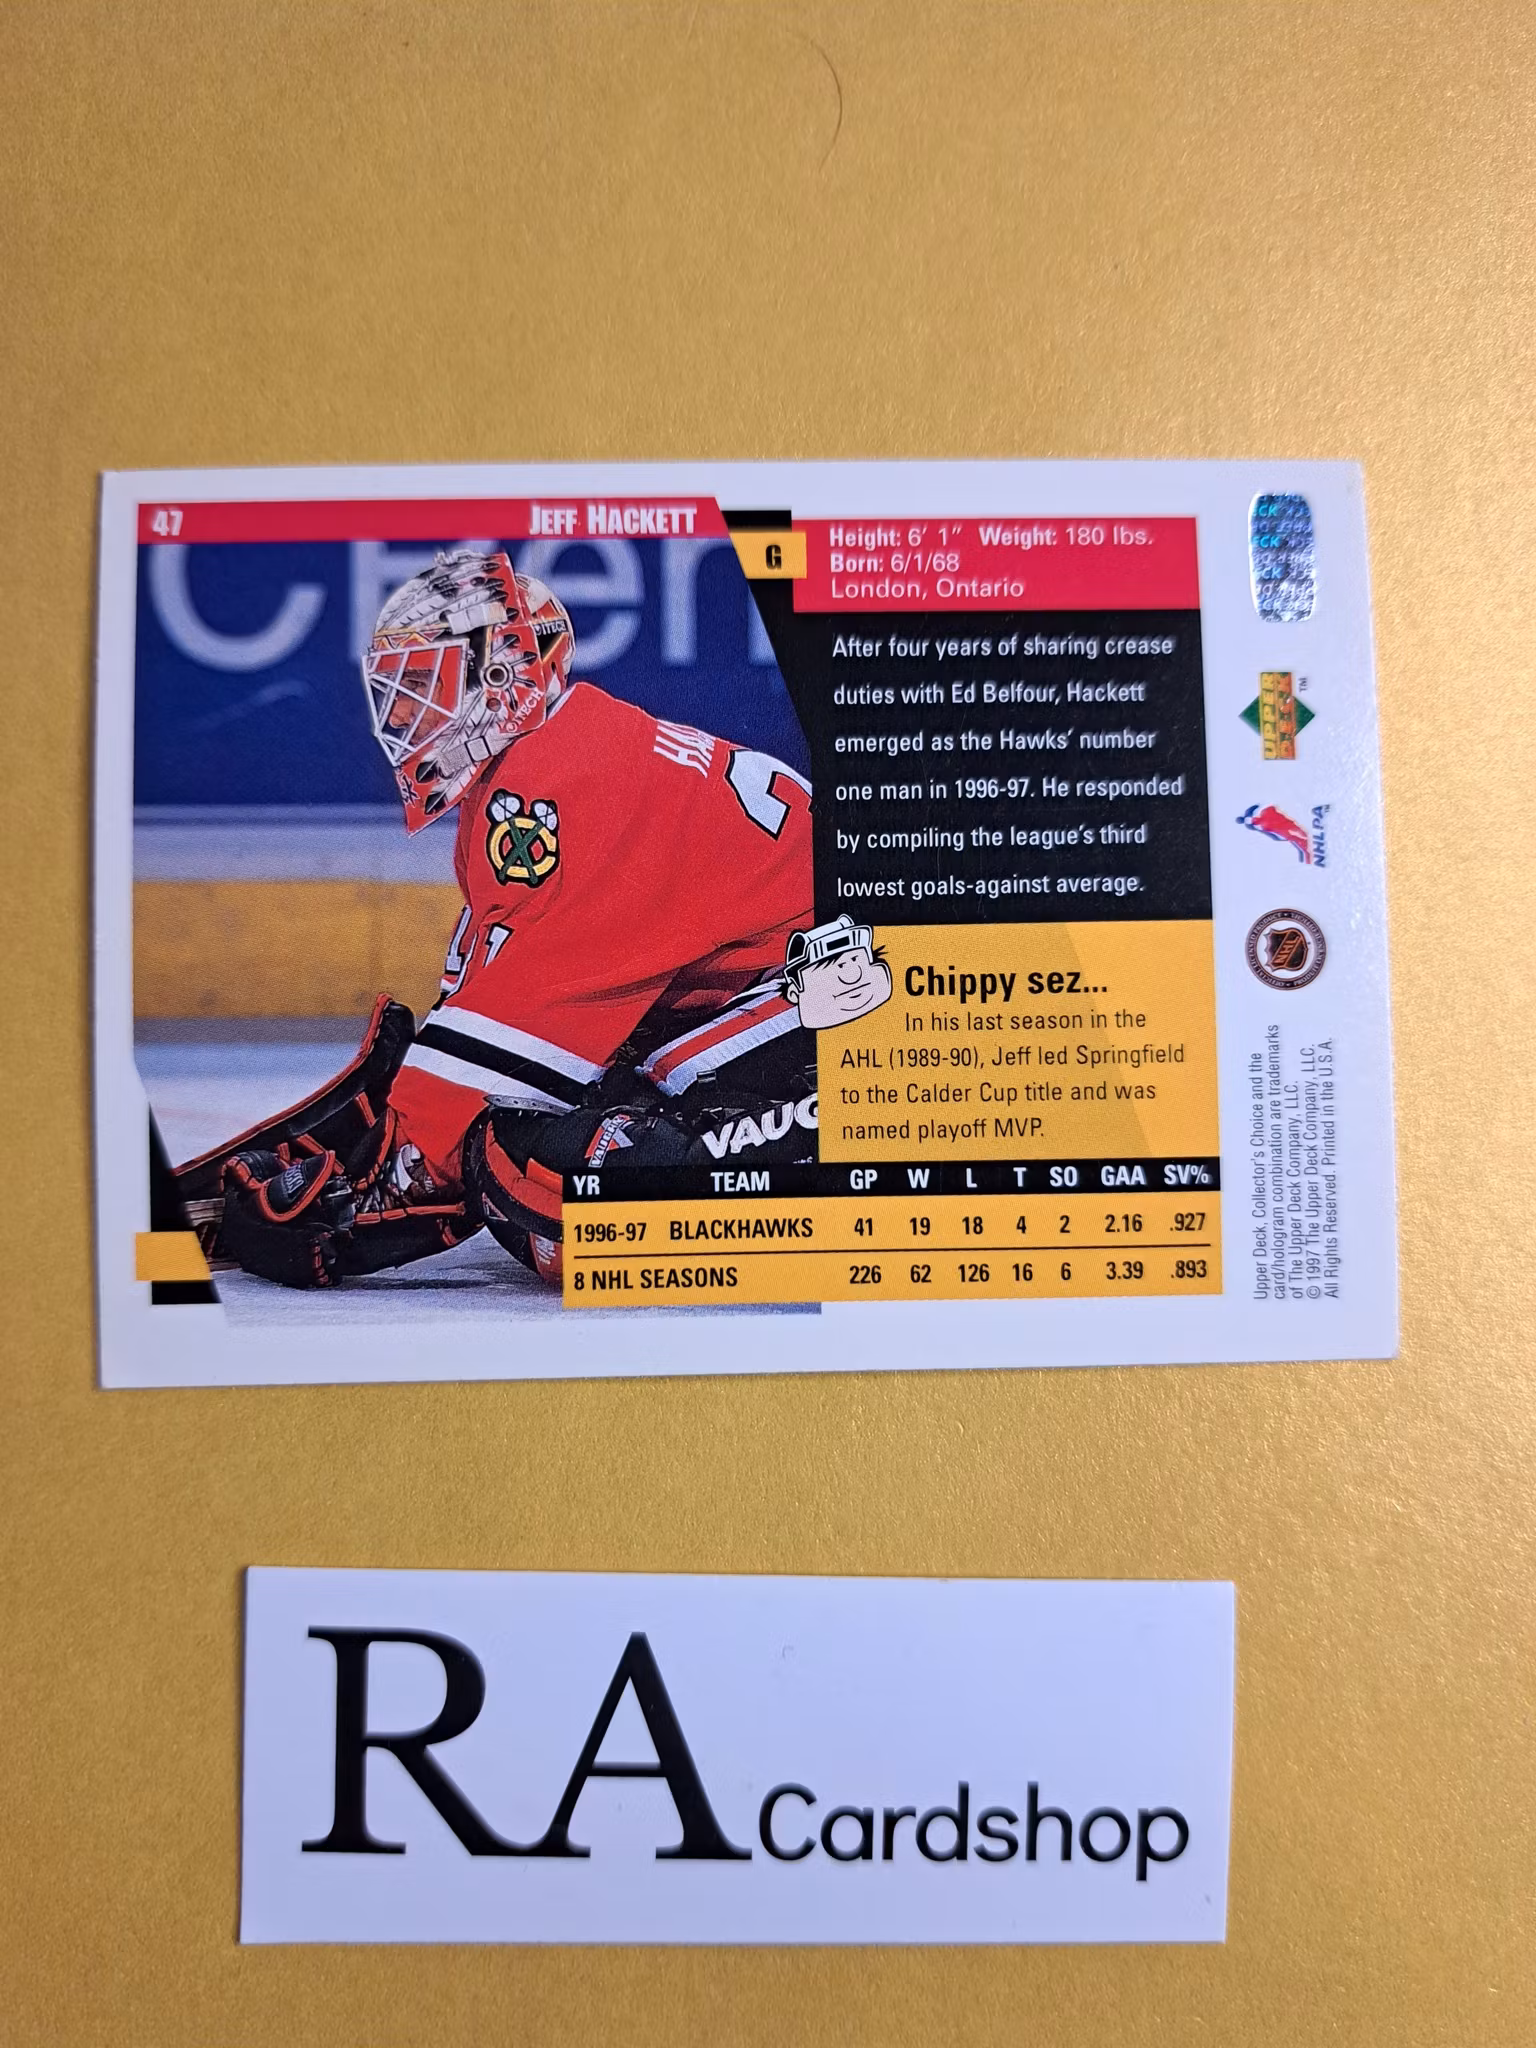 47 JEFF HACKETT
G
Height: 6' 1" Weight: 180 lbs.
Born: 6/1/68
London, Ontario
After four years of sharing crease
duties with Ed Belfour, Hackett
emerged as the Hawks' number
one man in 1996-97. He responded
by compiling the league's third
lowest goals-against average.
Chippy sez...
In his last season in the
AHL (1989-90), Jeff led Springfield
to the Calder Cup title and was
named playoff MVP.
YR TEAM GP W L T SO GAA SV%
1996-97 BLACKHAWKS 41 19 18 4 2 2.16 .927
8 NHL SEASONS 226 62 126 16 6 3.39 .893
UPPER
DECK™
NHLPA™
NHL
Upper Deck, Collector's Choice and the
card/hologram combination are trademarks
of The Upper Deck Company, LLC.
© 1997 The Upper Deck Company, LLC.
All Rights Reserved. Printed in the U.S.A.
ITECH
ITECH
VAUG
RA Cardshop